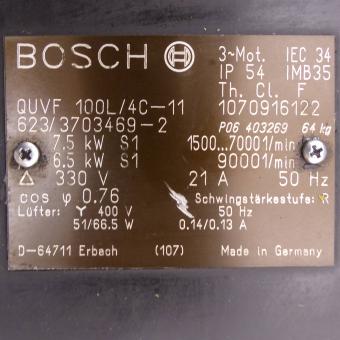 BOSCH 3~Mot. IEC 34
IP 54 IMB35
Th. Cl. F
QUVF 100L/4C-11 1070916122
623/3703469-2 P06 403269 64 kg
7.5 kW S1 1500...70001/min
6.5 kW S1 90001/min
△ 330 V 21 A 50 Hz
cos φ 0.76 Schwingstärkestufe: R
Lüfter: Y 400 V 50 Hz
51/66.5 W 0.14/0.13 A
D-64711 Erbach (107) Made in Germany